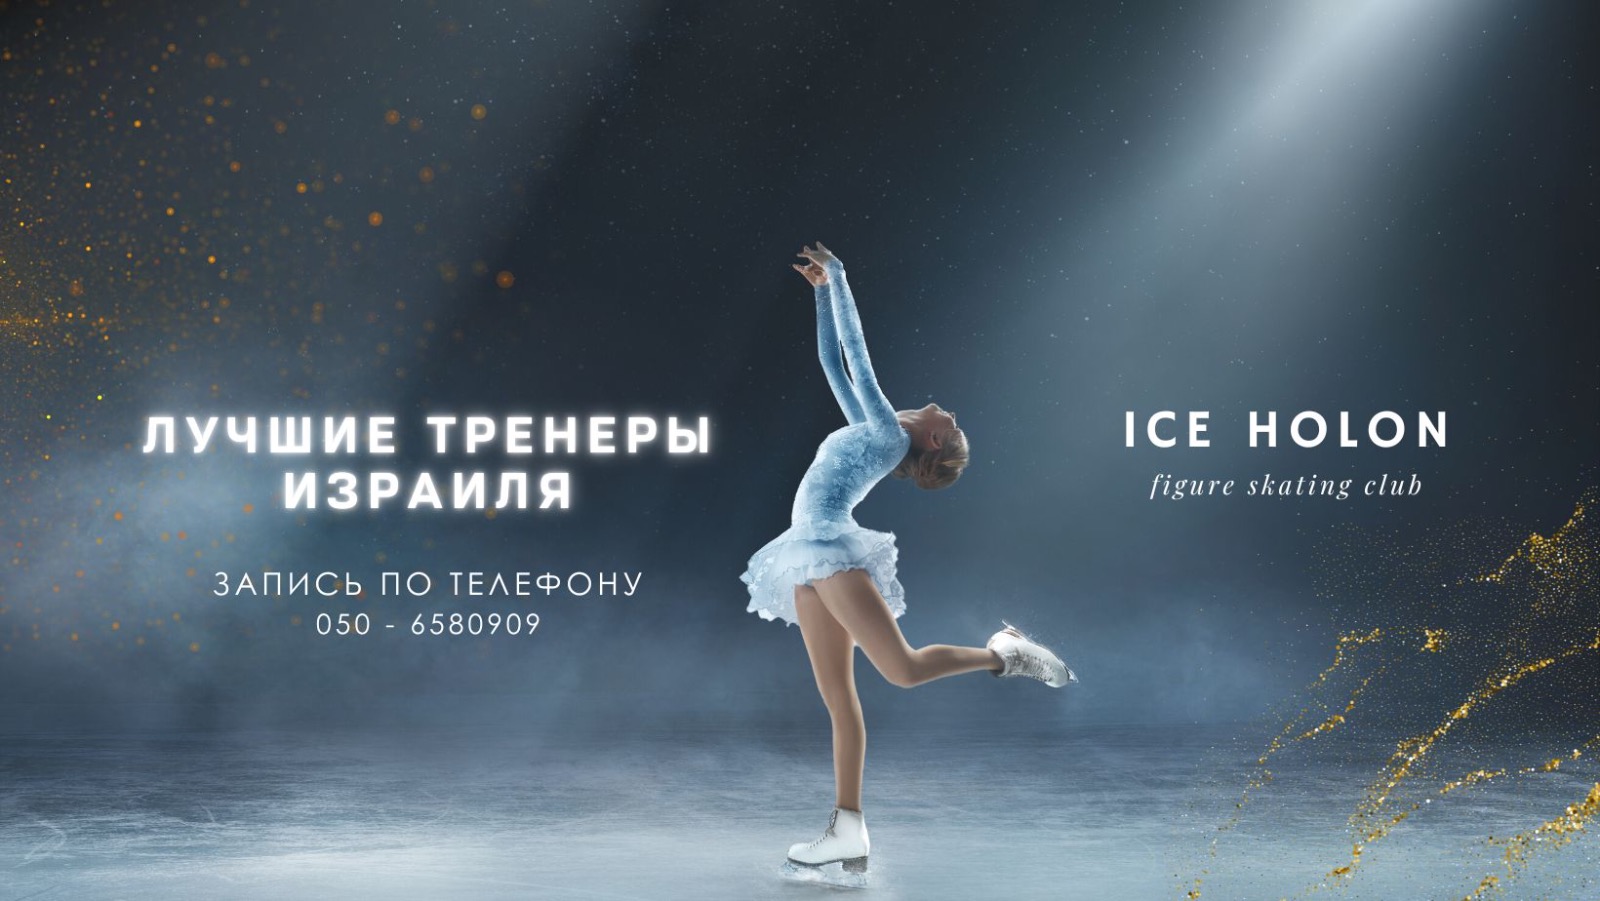 ЛУЧШИЕ ТРЕНЕРЫ
ИЗРАИЛЯ
ЗАПИСЬ ПО ТЕЛЕФОНУ
050 - 6580909
ICE HOLON
figure skating club